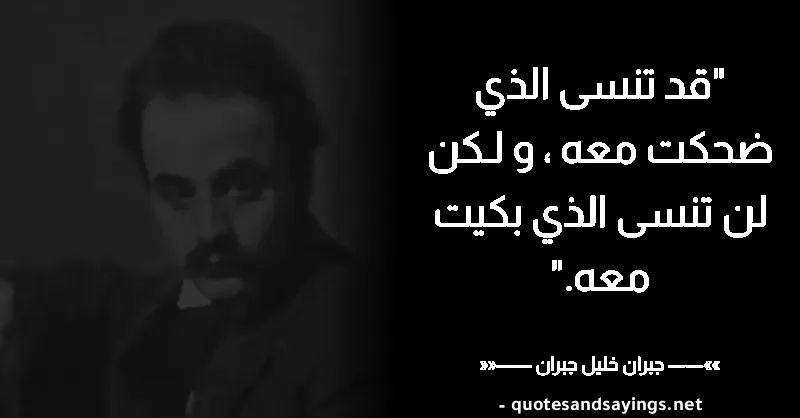 "قد تنسى الذي
ضحكت معه ، و لكن
لن تنسى الذي بكيت
معه."
»»—— جبران خليل جبران ——««
- quotesandsayings.net